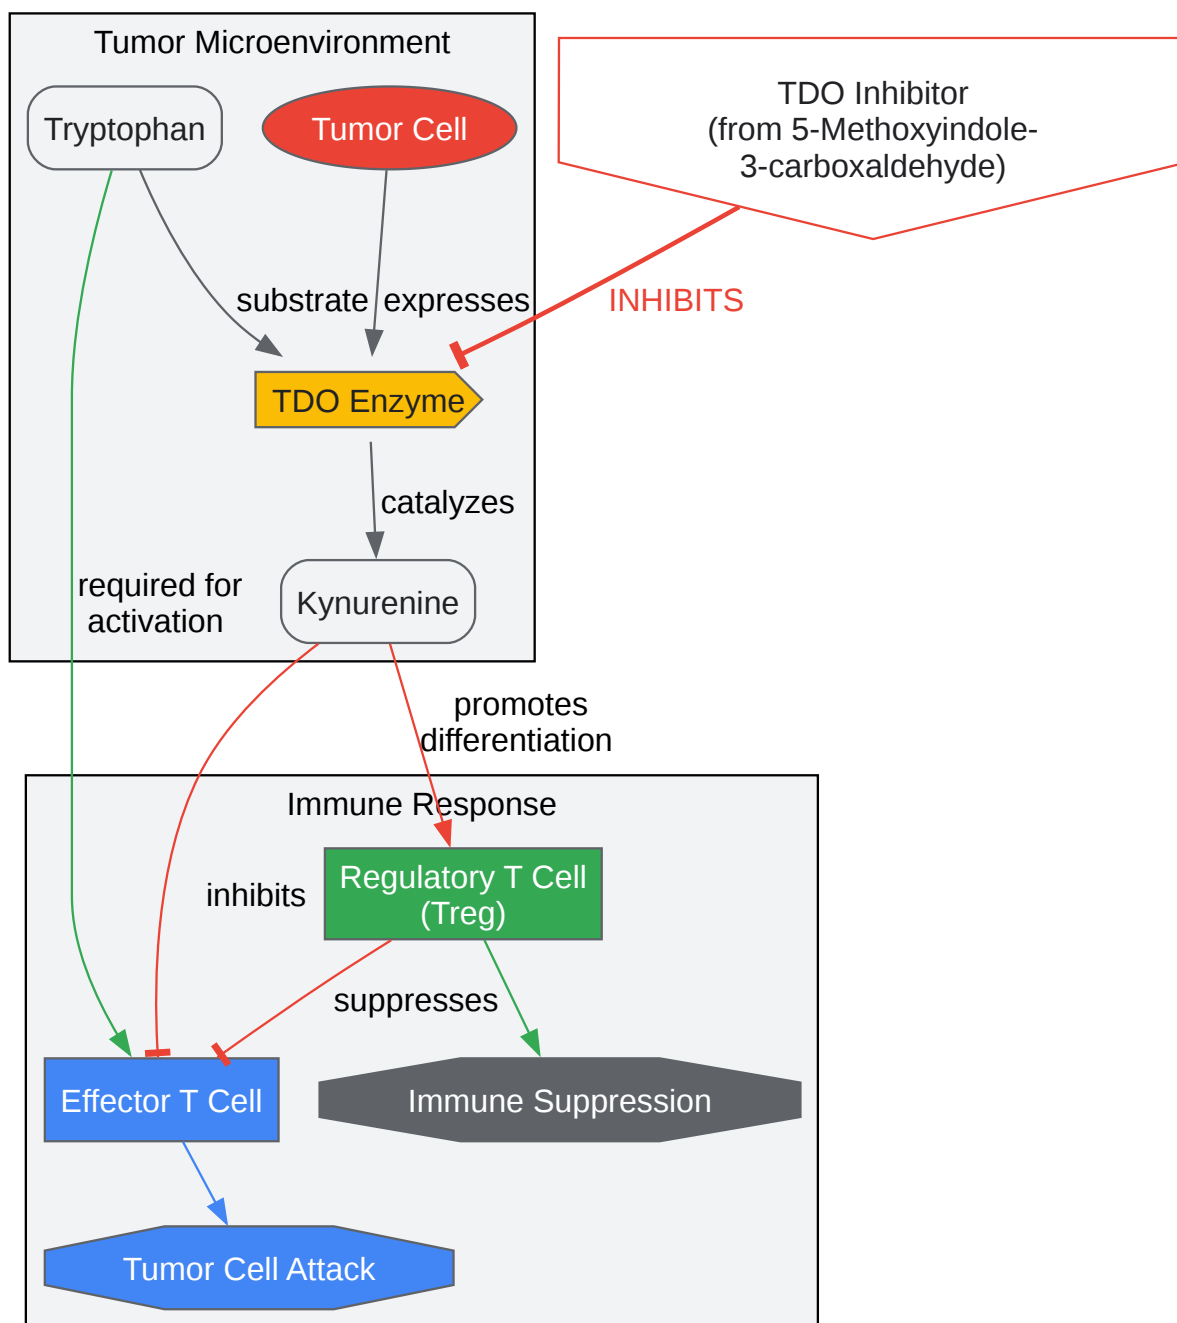 Tumor Microenvironment
Tryptophan
Tumor Cell
TDO Inhibitor
(from 5-Methoxyindole-
3-carboxaldehyde)
substrate
expresses
INHIBITS
TDO Enzyme
catalyzes
required for
activation
Kynurenine
promotes
differentiation
Immune Response
Regulatory T Cell
(Treg)
inhibits
suppresses
Effector T Cell
Immune Suppression
Tumor Cell Attack